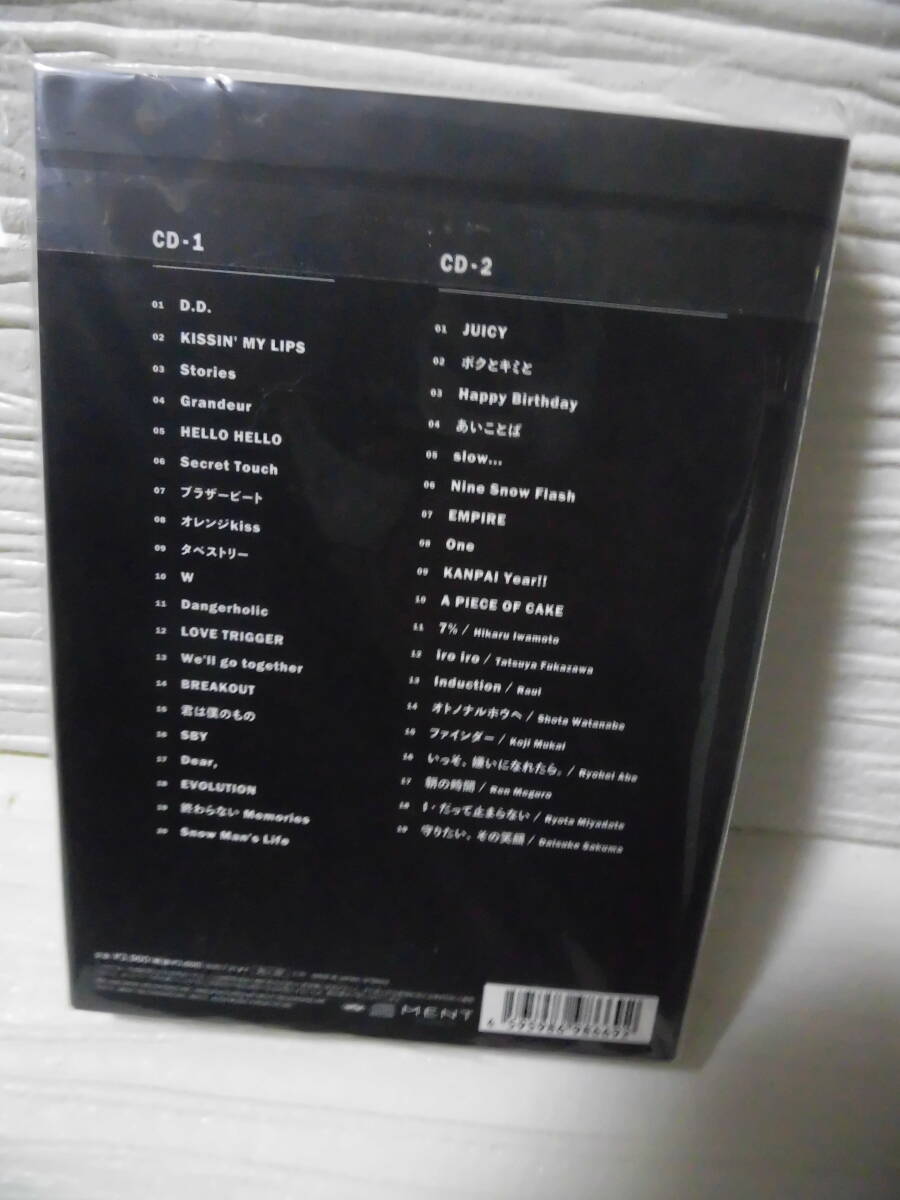 CD-1
01 D.D.
02 KISSIN' MY LIPS
03 Stories
04 Grandeur
05 HELLO HELLO
06 Secret Touch
07 ブラザービート
08 オレンジkiss
09 タペストリー
10 W
11 Dangerholic
12 LOVE TRIGGER
13 We'll go together
14 BREAKOUT
15 君は僕のもの
16 SBY
17 Dear,
18 EVOLUTION
19 終わらない Memories
20 Snow Man's Life
CD-2
01 JUICY
02 ボクとキミと
03 Happy Birthday
04 あいことば
05 slow...
06 Nine Snow Flash
07 EMPIRE
08 One
09 KANPAI Year!!
10 A PIECE OF CAKE
11 7% / Hikaru Iwamoto
12 iro iro / Tatsuya Fukazawa
13 Induction / Raul
14 オトノナルホウヘ / Shota Watanabe
15 ファインダー / Koji Mukai
16 いっそ、嫌いになれたら。 / Ryohei Abe
17 朝の時間 / Ren Meguro
18 I・だって止まらない / Ryota Miyadate
19 守りたい、その笑顔 / Daisuke Sakuma
MENT